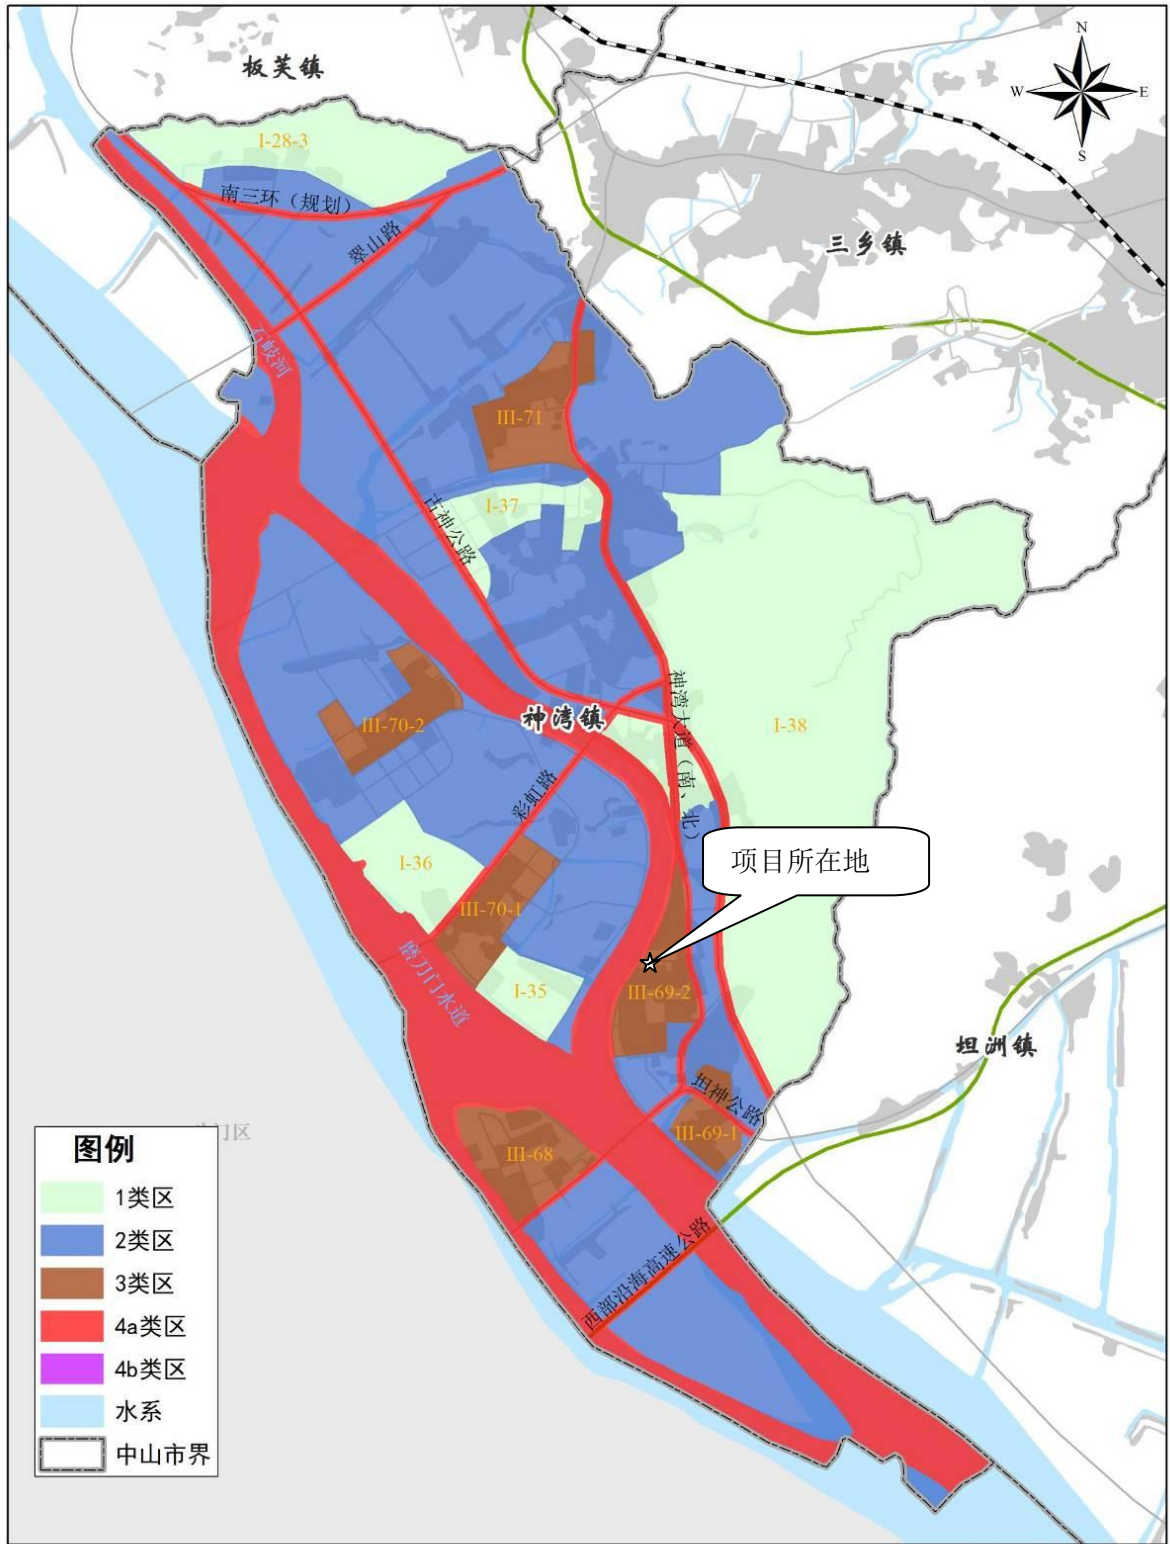 板芙镇
N
W
E
S
I-28-3
南三环（规划）
翠山路
三乡镇
石岐河
III-71
I-37
古神公路
神湾镇
III-70-2
神湾大道（南、北）
I-38
彩虹路
项目所在地
I-36
III-70-1
磨刀门水道
I-35
III-69-2
坦洲镇
坦神公路
III-69-1
III-68
西部沿海高速公路
门区
图例
1类区
2类区
3类区
4a类区
4b类区
水系
中山市界